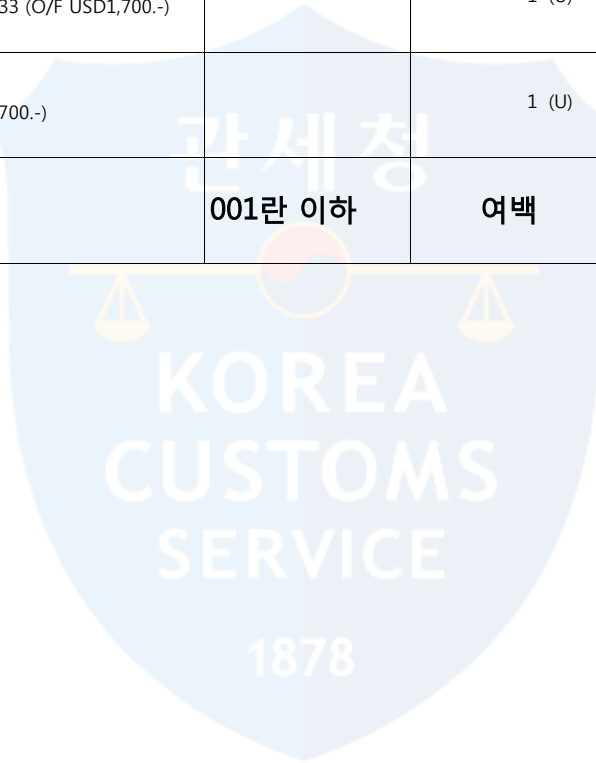 33 (O/F USD1,700.-)
1 (U)
700.-)
1 (U)
관세청
001란 이하
여백
KOREA
CUSTOMS
SERVICE
1878